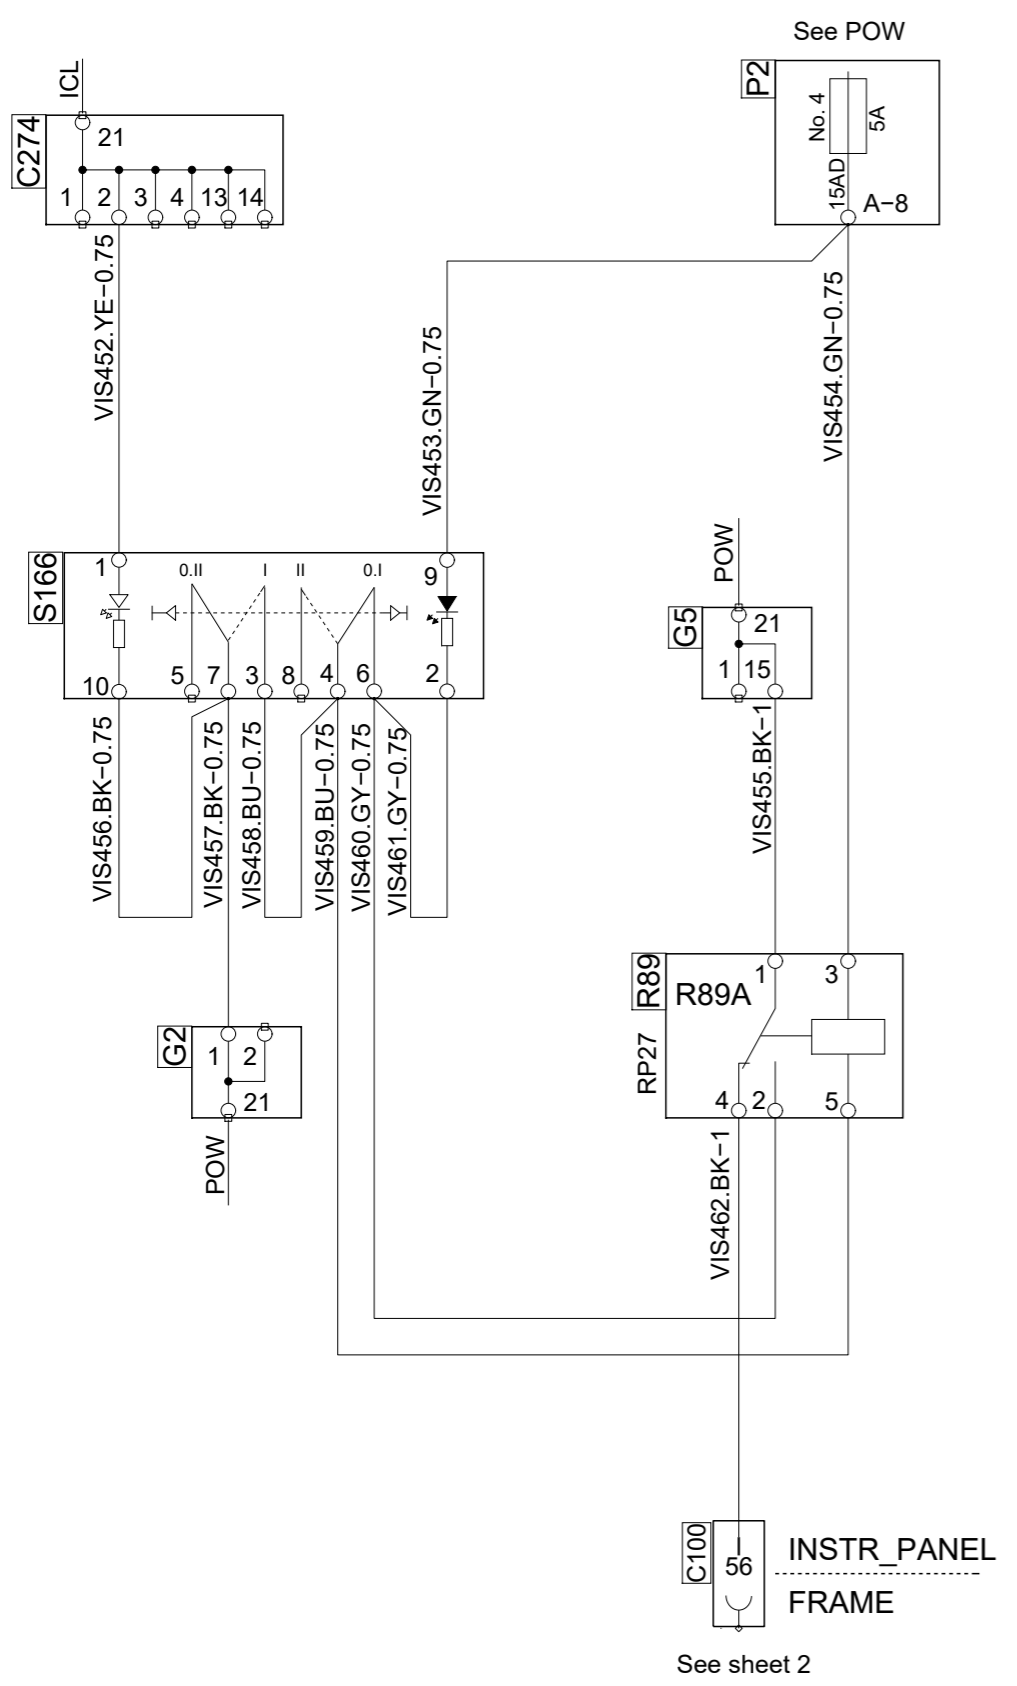 See POW
P2
No. 4
5A
15AD
A−8
ICL
C274
21
1 2 3 4 13 14
VIS452.YE−0.75
VIS453.GN−0.75
VIS454.GN−0.75
S166
1
0.II I II 0.I
9
10 5 7 3 8 4 6 2
POW
G5
21
1 15
VIS455.BK−1
VIS456.BK−0.75
VIS457.BK−0.75
VIS458.BU−0.75
VIS459.BU−0.75
VIS460.GY−0.75
VIS461.GY−0.75
R89
1 3
R89A
RP27
4 2 5
G2
1 2
21
POW
VIS462.BK−1
C100
56
INSTR_PANEL
FRAME
See sheet 2